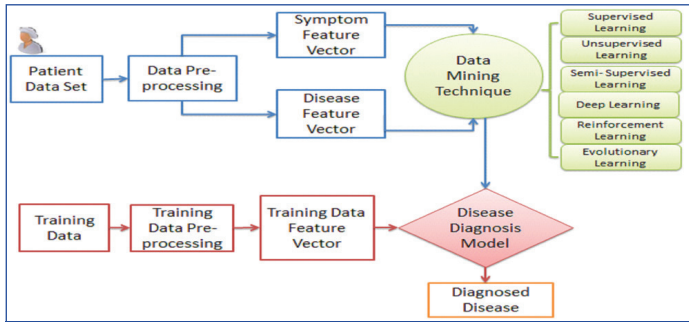 Symptom
Feature
Vector
Patient
Data Set
Data Pre-
processing
Disease
Feature
Vector
Data
Mining
Technique
Supervised
Learning
Unsupervised
Learning
Semi- Supervised
Learning
Deep Learning
Reinforcement
Learning
Evolutionary
Learning
Training
Data
Training
Data Pre-
processing
Training Data
Feature
Vector
Disease
Diagnosis
Model
Diagnosed
Disease